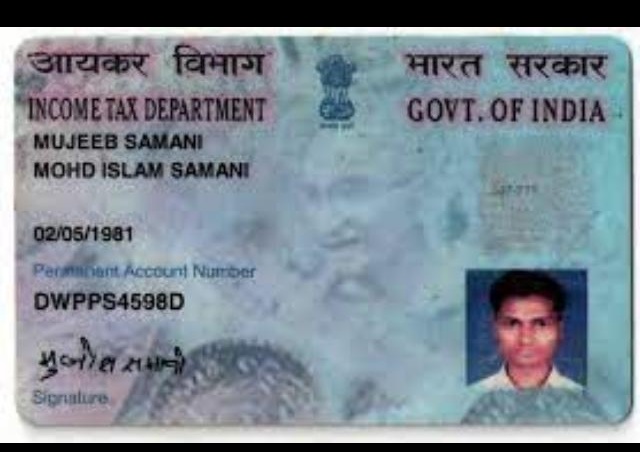 आयकर विभाग
भारत सरकार
INCOME TAX DEPARTMENT
GOVT. OF INDIA
MUJEEB SAMANI
MOHD ISLAM SAMANI
02/05/1981
Permanent Account Number
DWPPS4598D
मुजीब समानी
Signature